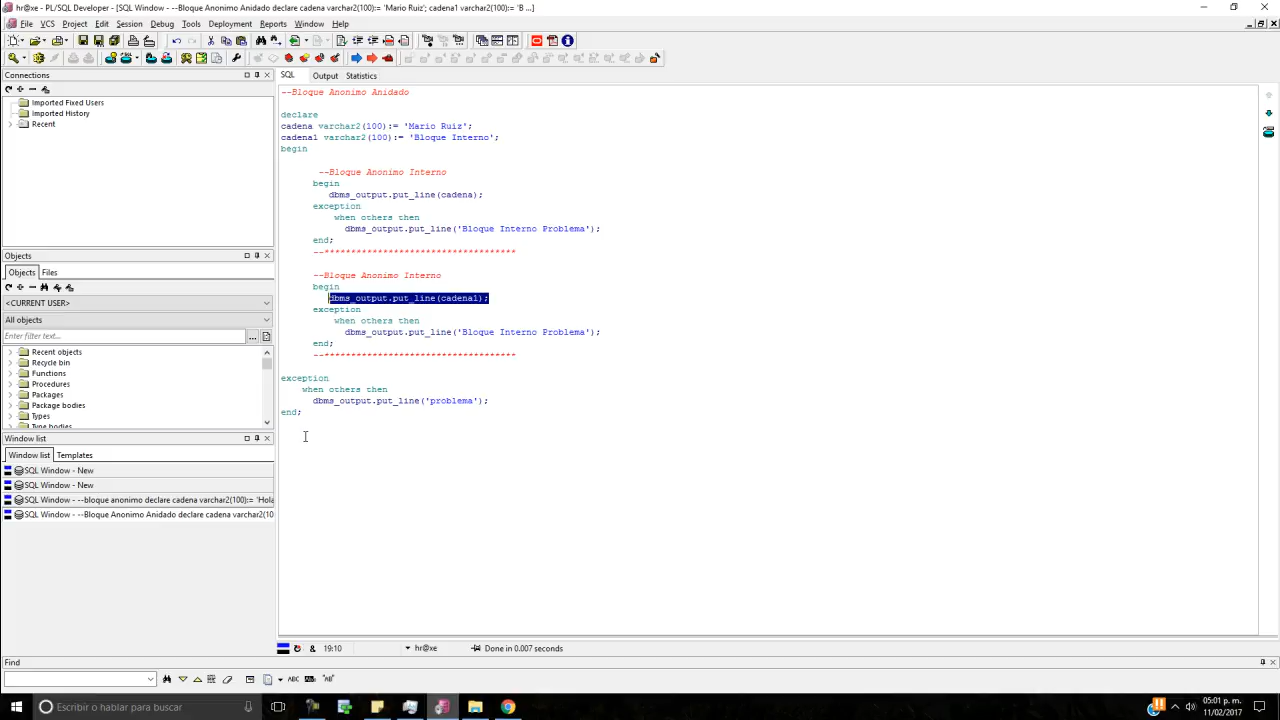 hr@xe - PL/SQL Developer - [SQL Window - --Bloque Anonimo Anidado declare cadena varchar2(100):= 'Mario Ruiz'; cadena1 varchar2(100):= 'B ...]
File VCS Project Edit Session Debug Tools Deployment Reports Window Help
Connections
Imported Fixed Users
Imported History
Recent
Objects
Objects Files
<CURRENT USER>
All objects
Enter filter text...
Recent objects
Recycle bin
Functions
Procedures
Packages
Package bodies
Types
Type bodies
Window list
Window list Templates
SQL Window - New
SQL Window - New
SQL Window - --bloque anonimo declare cadena varchar2(100):= 'Hola
SQL Window - --Bloque Anonimo Anidado declare cadena varchar2(10
SQL Output Statistics
--Bloque Anonimo Anidado
declare
cadena varchar2(100):= 'Mario Ruiz';
cadena1 varchar2(100):= 'Bloque Interno';
begin
--Bloque Anonimo Interno
begin
dbms_output.put_line(cadena);
exception
when others then
dbms_output.put_line('Bloque Interno Problema');
end;
--************************************
--Bloque Anonimo Interno
begin
dbms_output.put_line(cadena1);
exception
when others then
dbms_output.put_line('Bloque Interno Problema');
end;
--************************************
exception
when others then
dbms_output.put_line('problema');
end;
& 19:10 hr@xe Done in 0.007 seconds
Find
ABC "AB"
Escribir o hablar para buscar
05:01 p. m.
11/02/2017